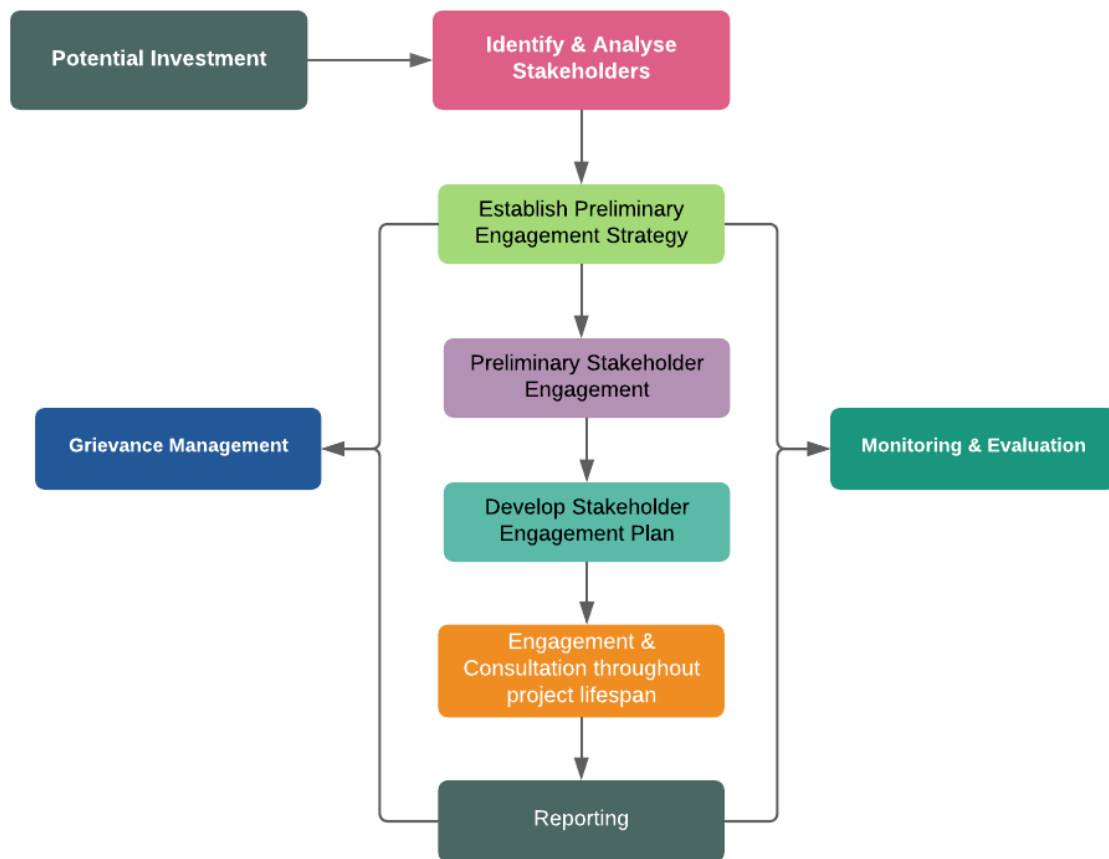 Potential Investment
Identify & Analyse
Stakeholders
Establish Preliminary
Engagement Strategy
Preliminary Stakeholder
Engagement
Grievance Management
Monitoring & Evaluation
Develop Stakeholder
Engagement Plan
Engagement &
Consultation throughout
project lifespan
Reporting